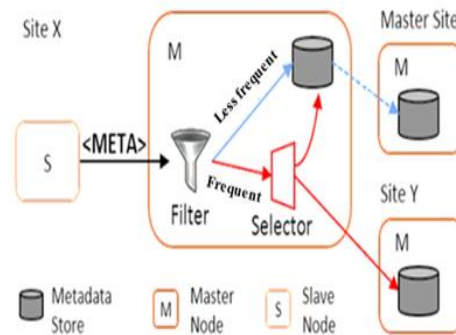 Site X
M
Less frequent
Master Site
M
<META>
S
Frequent
Filter
Selector
Site Y
M
Metadata
Store
M
Master
Node
S
Slave
Node